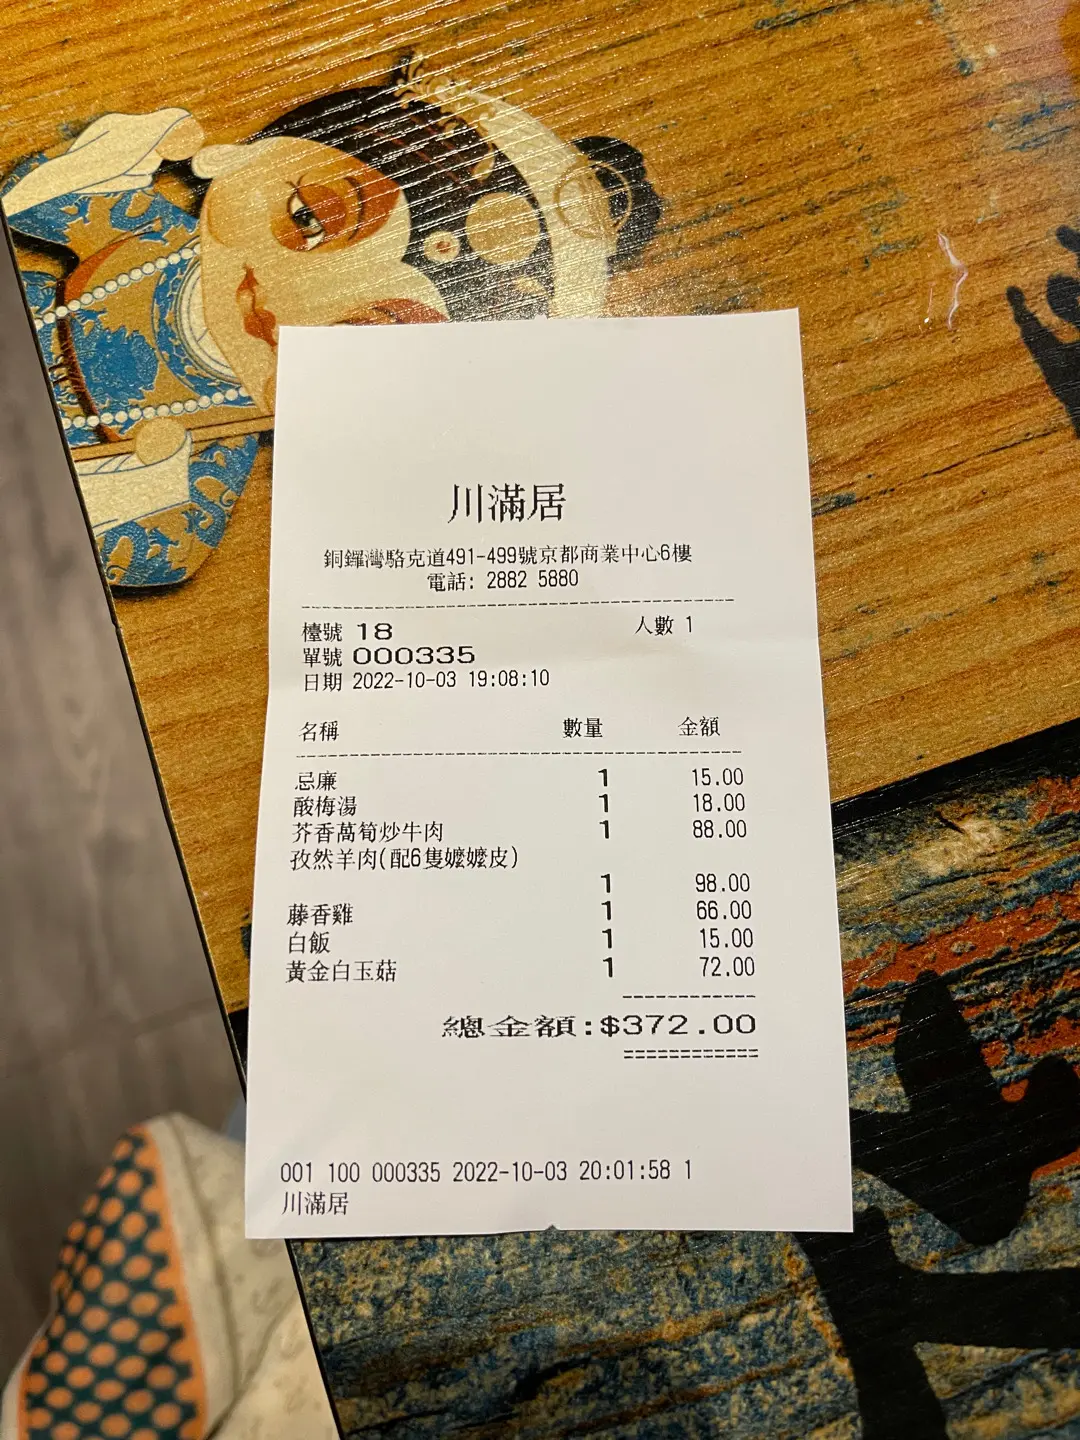 川滿居
銅鑼灣駱克道491-499號京都商業中心6樓
電話: 2882 5880
檯號 18 人數 1
單號 000335
日期 2022-10-03 19:08:10
名稱 數量 金額
忌廉 1 15.00
酸梅湯 1 18.00
芥香萵筍炒牛肉 1 88.00
孜然羊肉(配6隻嬤嬤皮)
1 98.00
藤香雞 1 66.00
白飯 1 15.00
黃金白玉菇 1 72.00
總金額:$372.00
001 100 000335 2022-10-03 20:01:58 1
川滿居